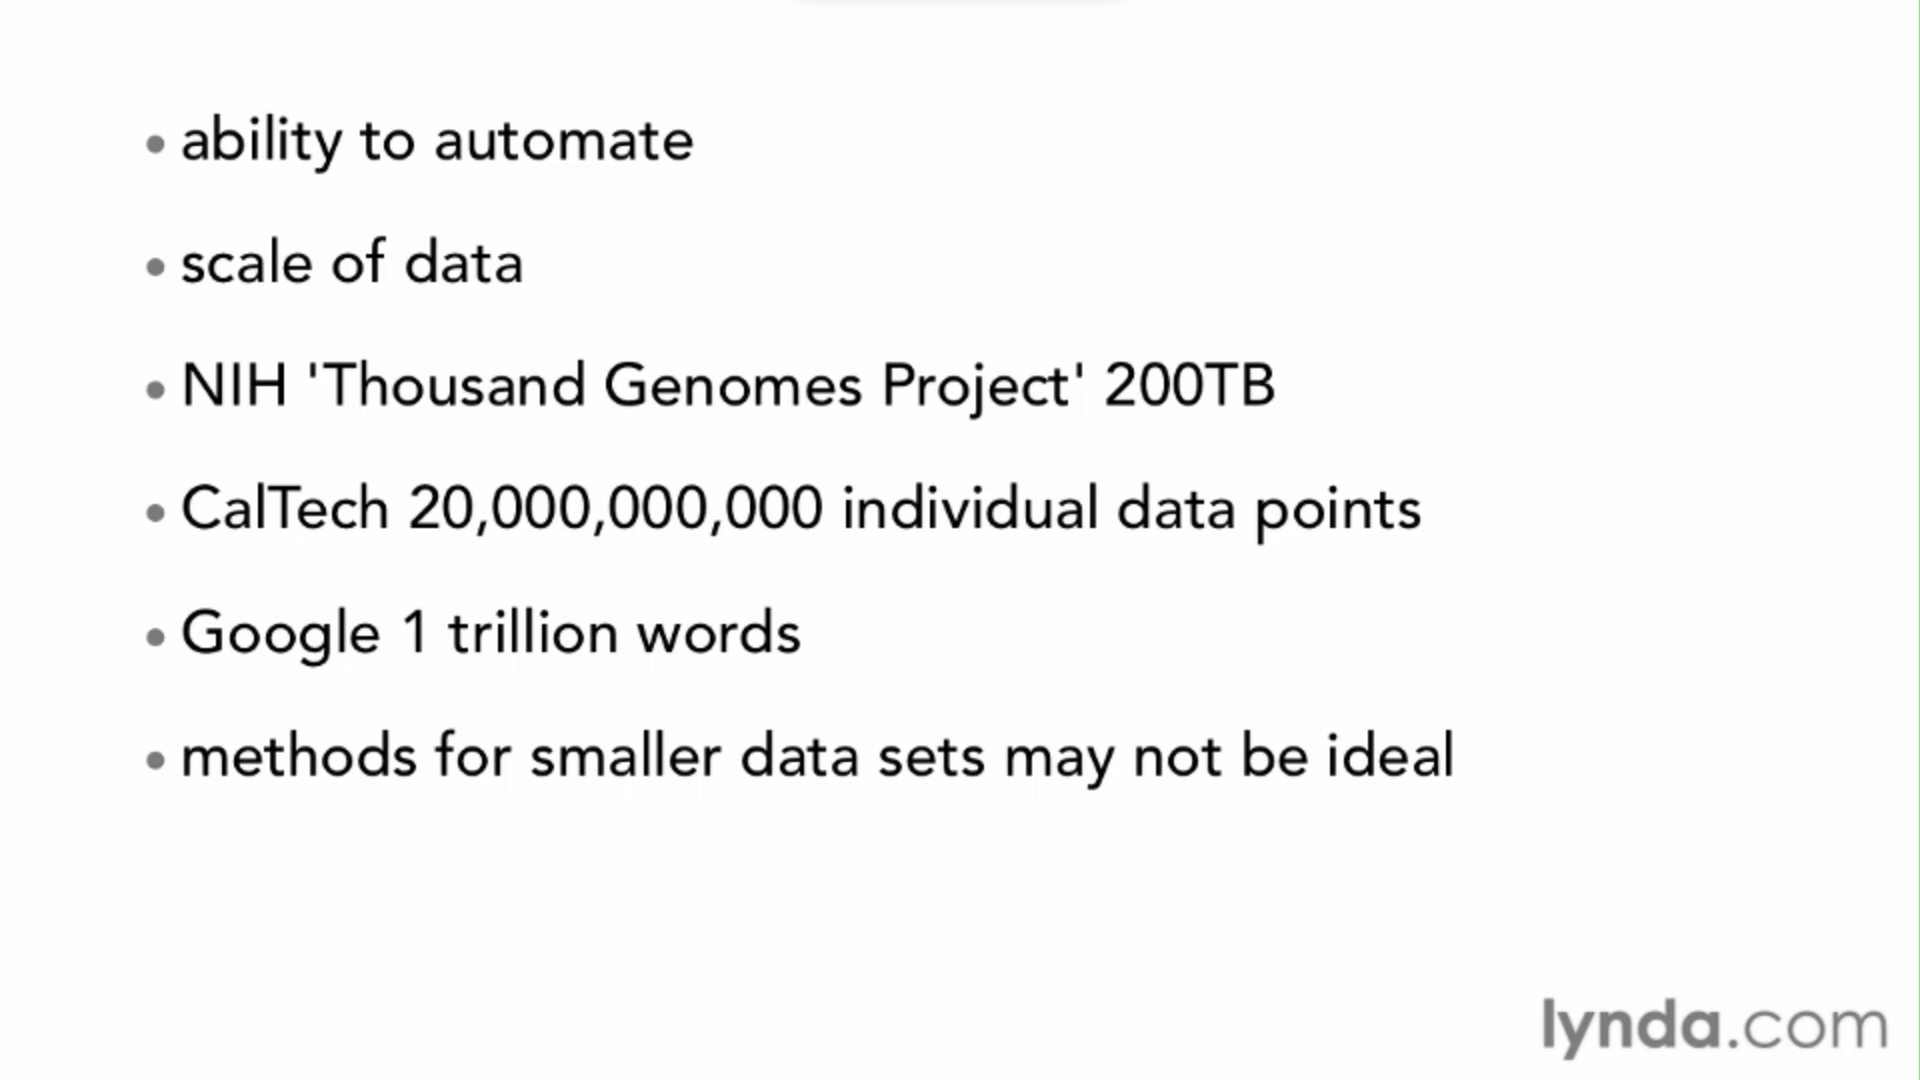 • ability to automate
• scale of data
• NIH 'Thousand Genomes Project' 200TB
• CalTech 20,000,000,000 individual data points
• Google 1 trillion words
• methods for smaller data sets may not be ideal
lynda.com